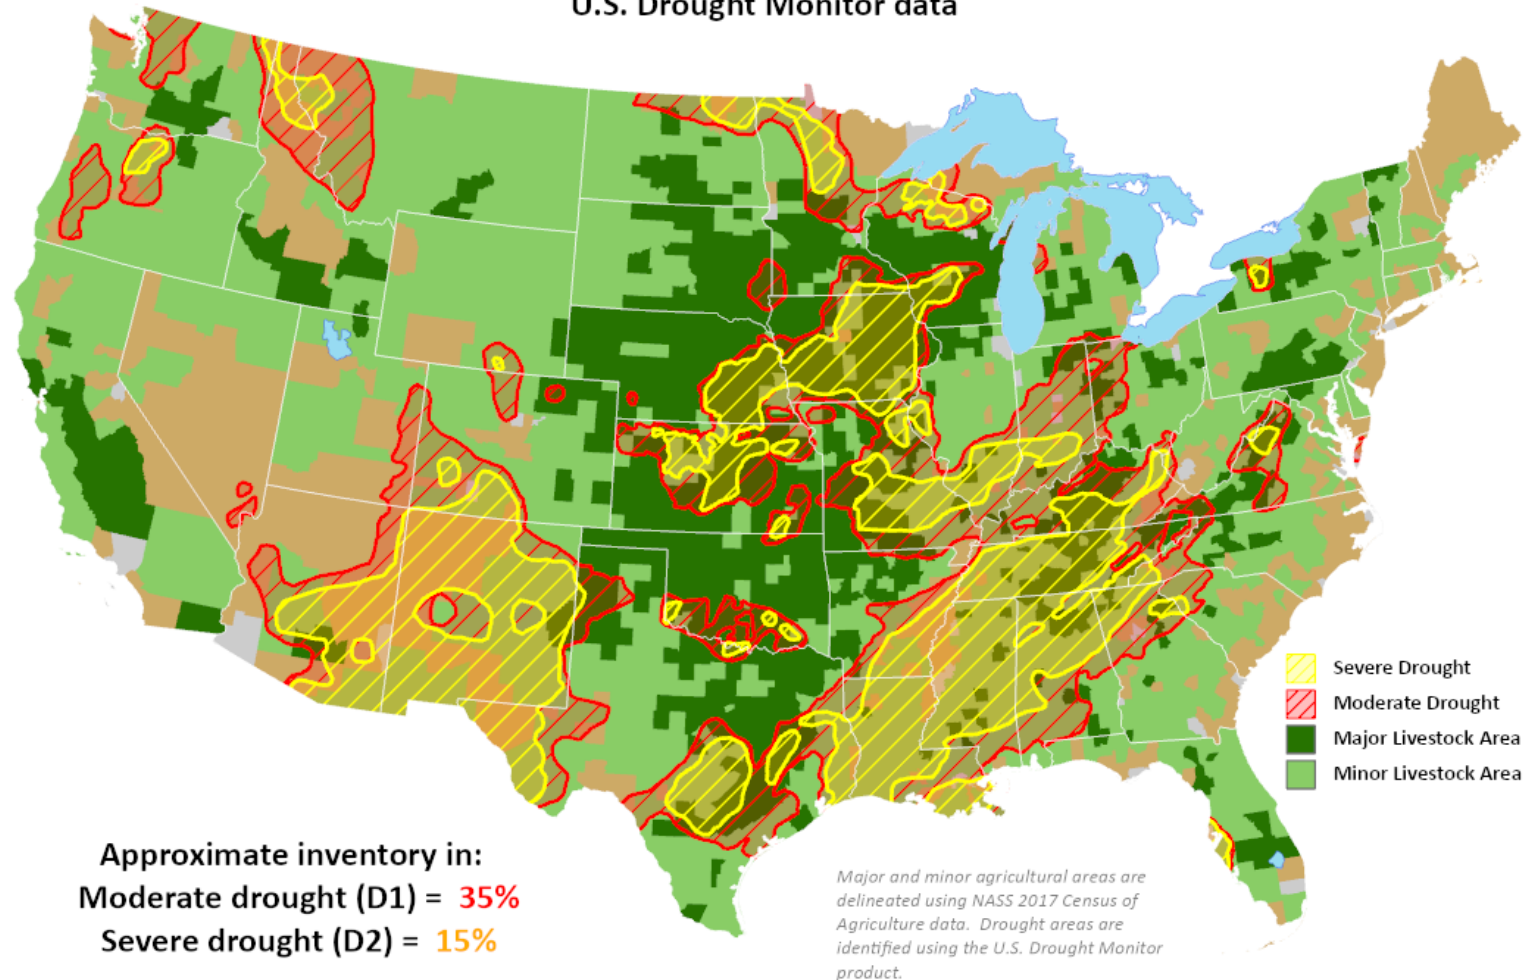 U.S. Drought Monitor data
Severe Drought
Moderate Drought
Major Livestock Area
Minor Livestock Area
Approximate inventory in:
Moderate drought (D1) = 35%
Severe drought (D2) = 15%
Major and minor agricultural areas are
delineated using NASS 2017 Census of
Agriculture data. Drought areas are
identified using the U.S. Drought Monitor
product.